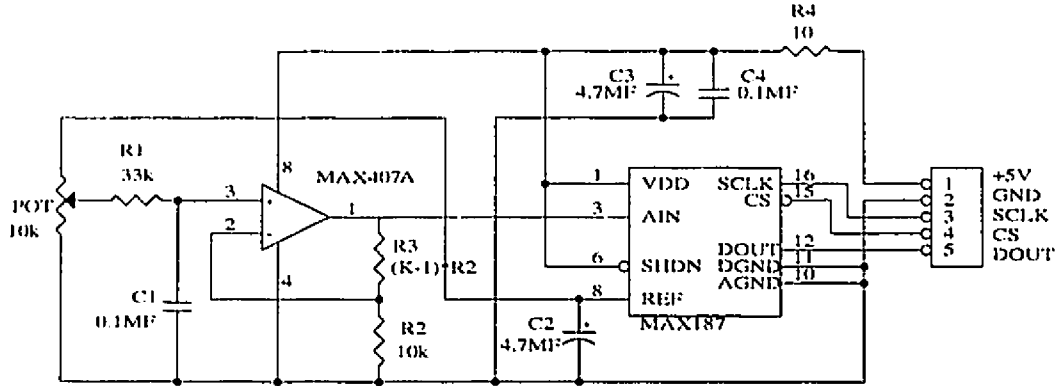 R4
10
C3
4.7MF
C4
0.1MF
R1
33k
POT
10k
8
MAX407A
3
2
1
4
R3
(K-1)*R2
C1
0.1MF
R2
10k
C2
4.7MF
1
3
6
8
VDD
AIN
SHDN
REF
SCLK
CS
DOUT
DGND
AGND
MAX187
16
15
12
11
10
1
2
3
4
5
+5V
GND
SCLK
CS
DOUT